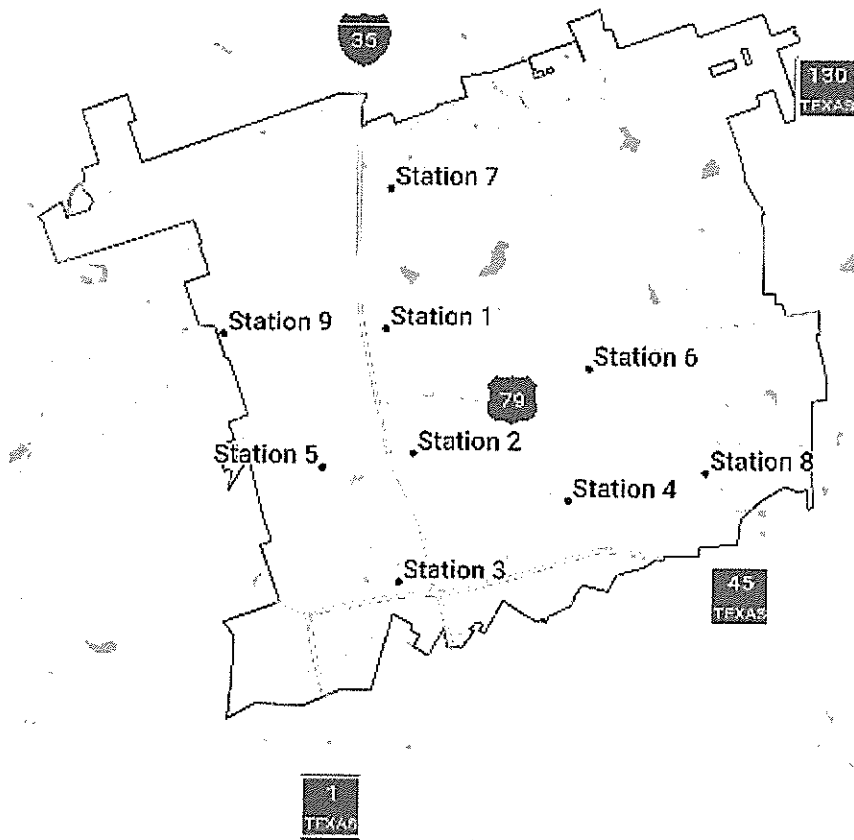 35
130
TEXAS
Station 7
Station 9
Station 1
Station 6
79
Station 5
Station 2
Station 8
Station 4
Station 3
45
TEXAS
1
TEXAS